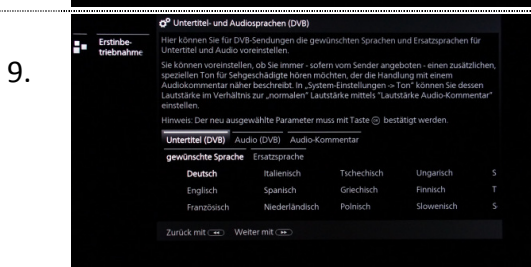 9.
Untertitel- und Audiosprachen (DVB)
Erstinbe-
triebnahme
Hier können Sie für DVB-Sendungen die gewünschten Sprachen und Ersatzsprachen für
Untertitel und Audio voreinstellen.
Sie können voreinstellen, ob Sie immer - sofern vom Sender angeboten - einen zusätzlichen,
speziellen Ton für Sehgeschädigte hören möchten, der die Handlung mit einem
Audiokommentar näher beschreibt. In „System-Einstellungen -> Ton" können Sie dessen
Lautstärke im Verhältnis zur „normalen" Lautstärke mittels "Lautstärke Audio-Kommentar"
einstellen.
Hinweis: Der neu ausgewählte Parameter muss mit Taste OK bestätigt werden.
Untertitel (DVB) Audio (DVB) Audio-Kommentar
gewünschte Sprache Ersatzsprache
Deutsch Italienisch Tschechisch Ungarisch S
Englisch Spanisch Griechisch Finnisch T
Französisch Niederländisch Polnisch Slowenisch S
Zurück mit Weiter mit